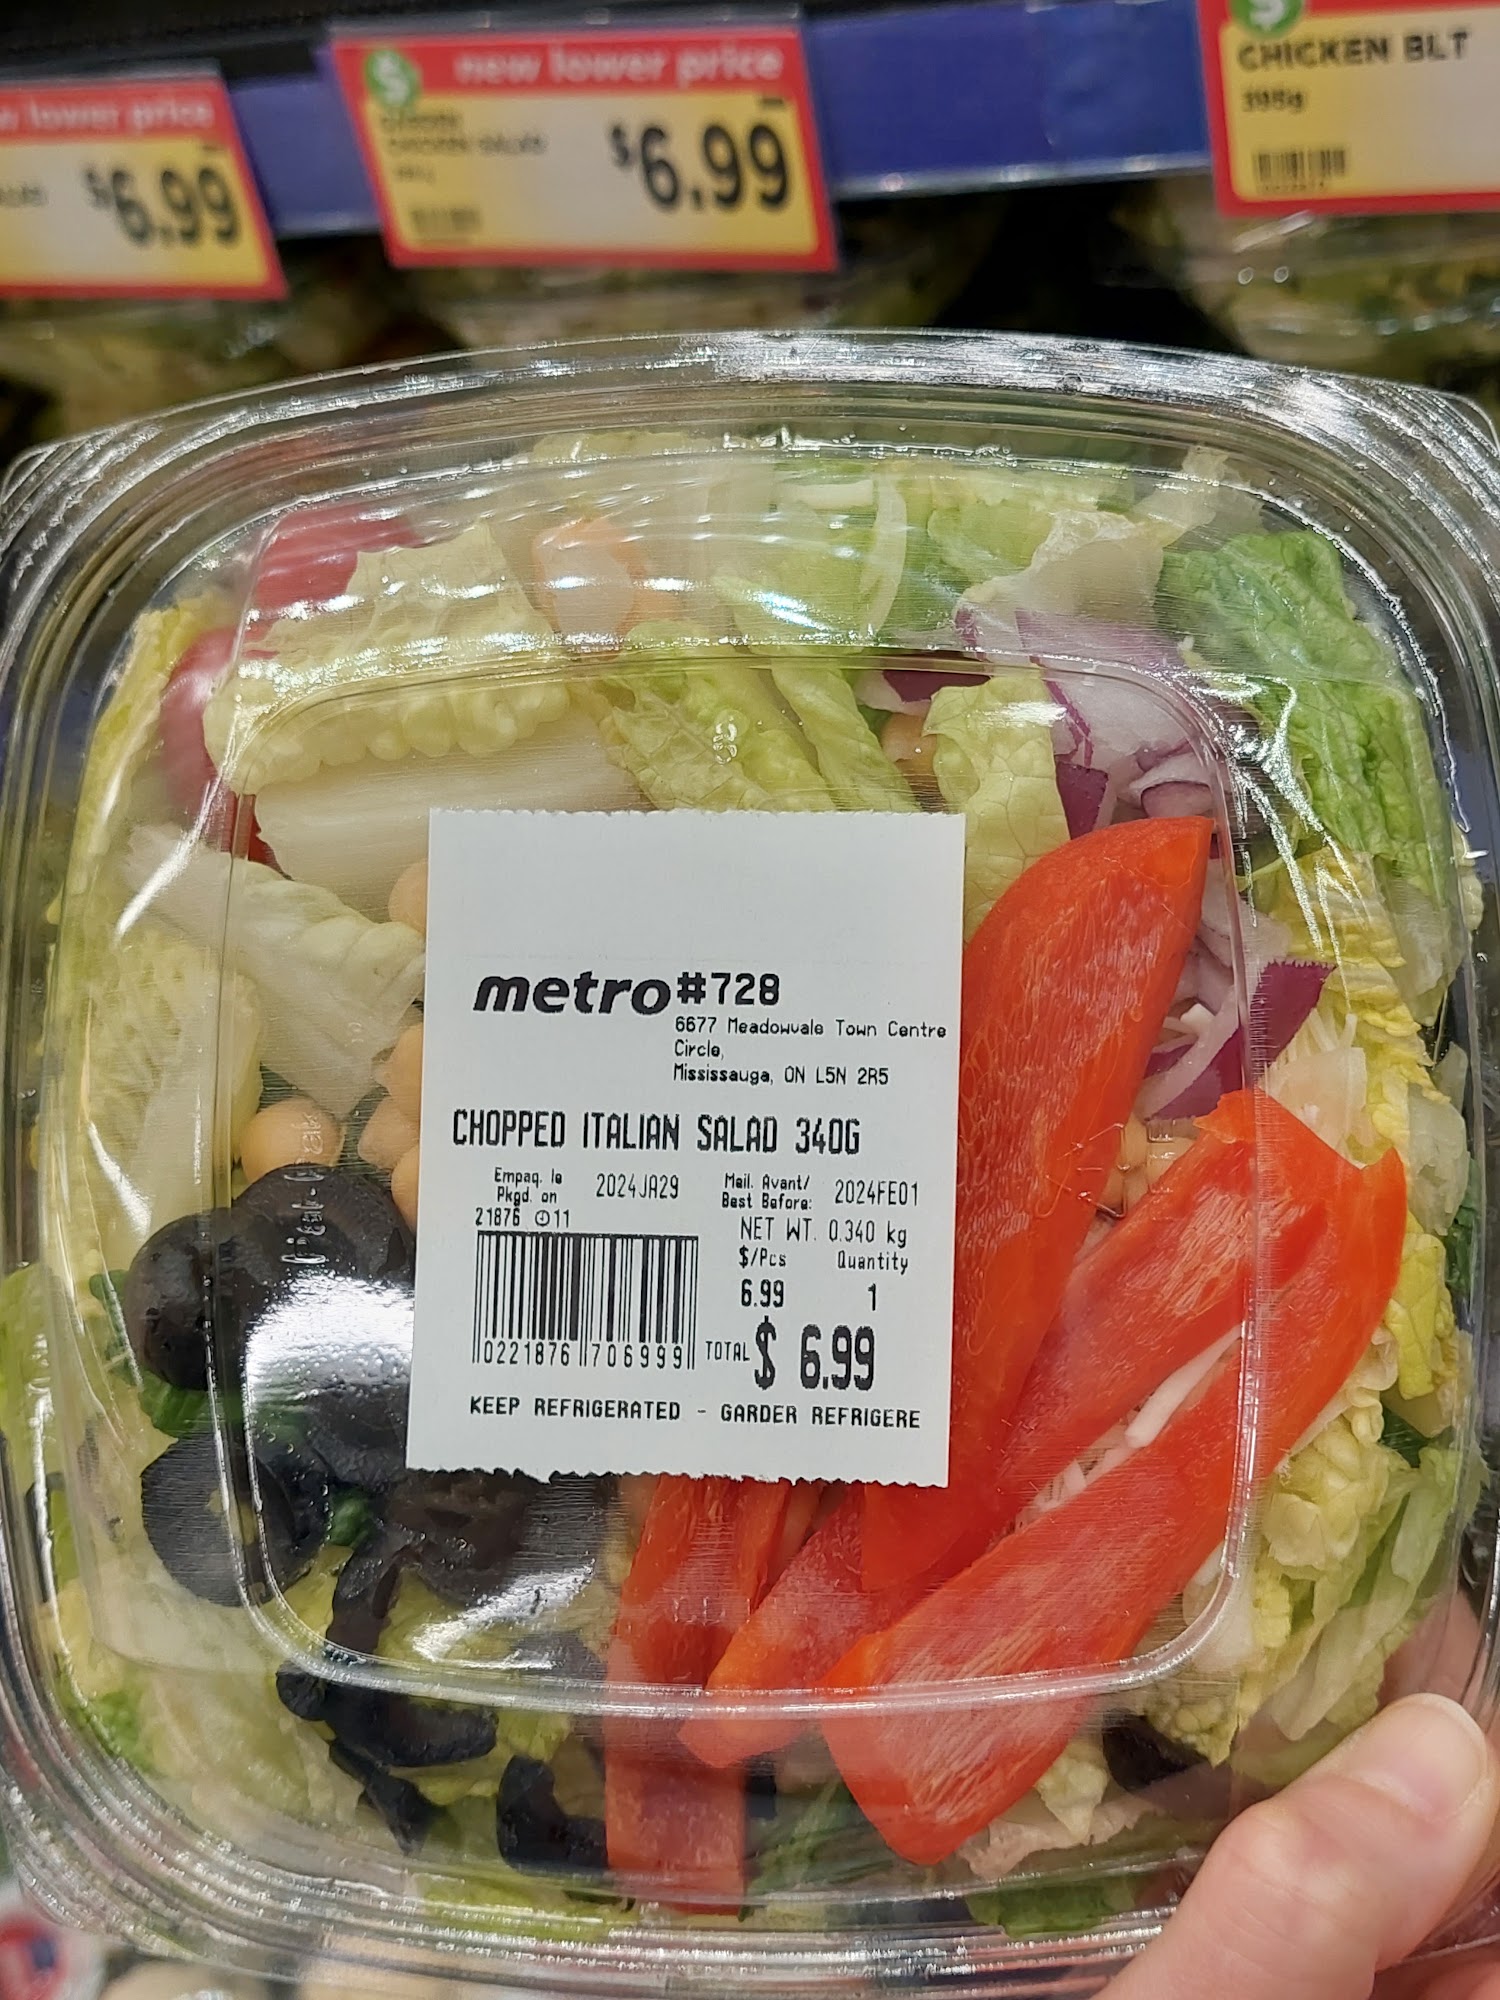 new lower price
$6.99
lower price
$6.99
CHICKEN BLT
395g
metro #728
6677 Meadowvale Town Centre
Circle,
Mississauga, ON L5N 2R5
CHOPPED ITALIAN SALAD 340G
Empaq. le
Pkgd. on
2024JA29
Meil. Avant/
Best Before:
2024FE01
21876 11
NET WT. 0.340 kg
$/Pcs Quantity
6.99 1
0221876 706999
TOTAL $ 6.99
KEEP REFRIGERATED - GARDER REFRIGERE